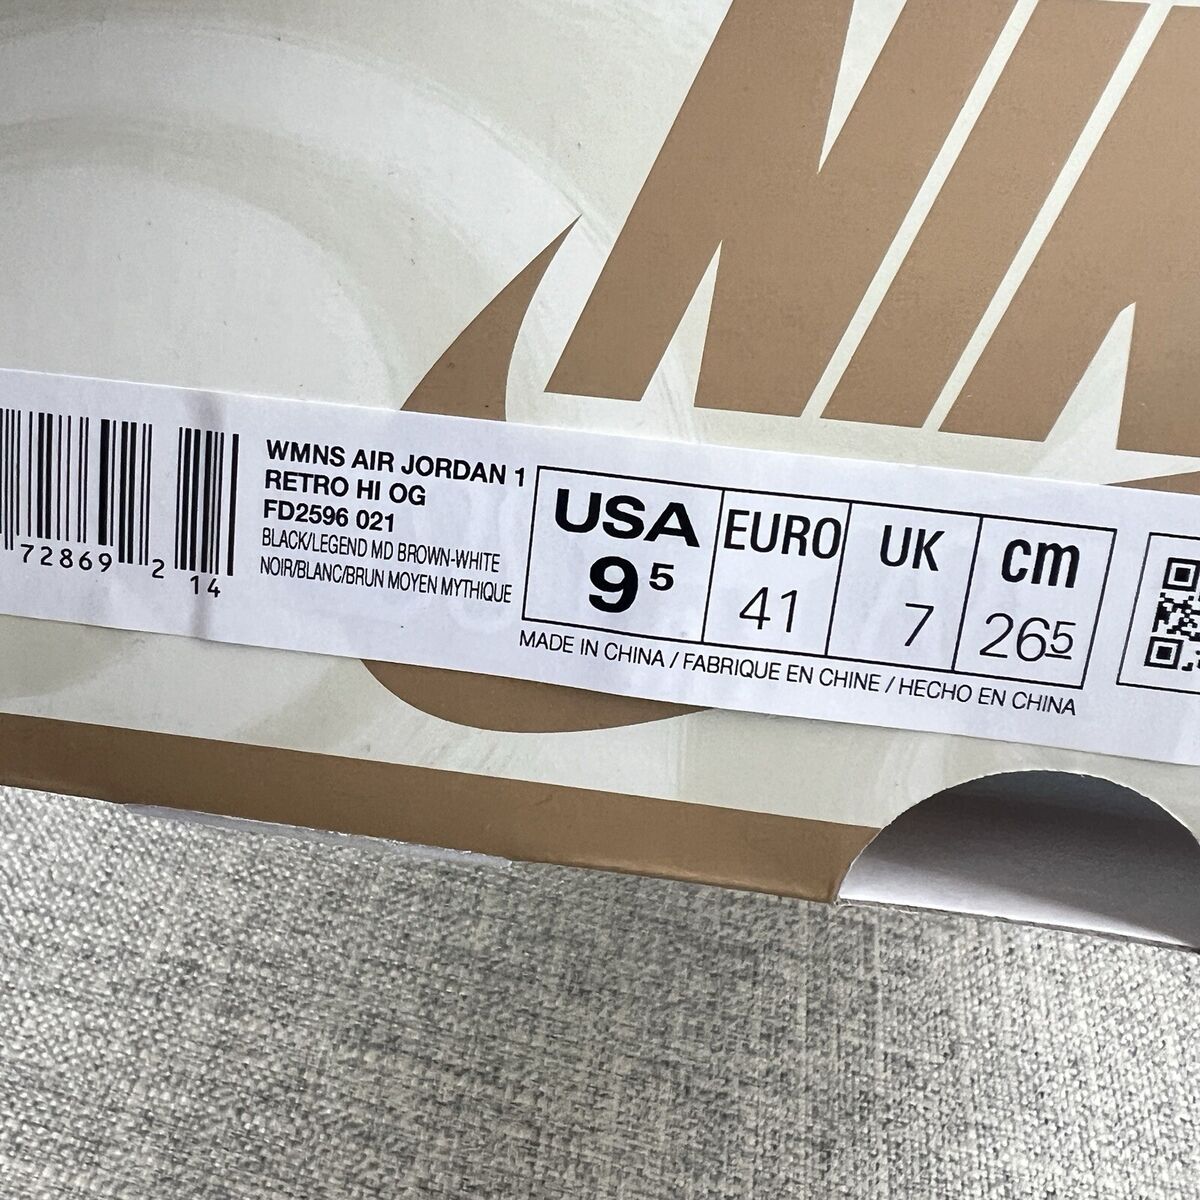 NIK
WMNS AIR JORDAN 1
RETRO HI OG
FD2596 021
BLACK/LEGEND MD BROWN-WHITE
NOIR/BLANC/BRUN MOYEN MYTHIQUE
72869 2 14
USA EURO UK cm
9 5 41 7 26 5
MADE IN CHINA / FABRIQUE EN CHINE / HECHO EN CHINA